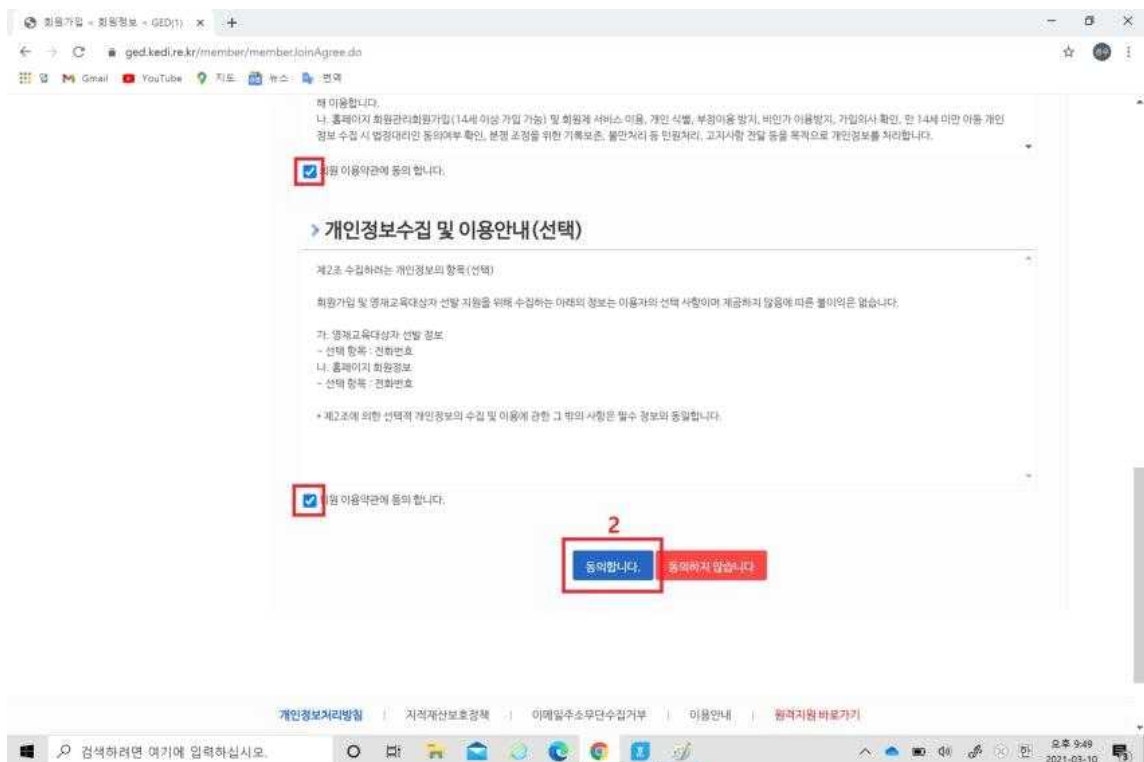 회원가입 < 회원정보 < GED(1)
ged.kedi.re.kr/member/memberJoinAgree.do
앱 Gmail YouTube 지도 뉴스 번역
해 이용합니다.
나. 홈페이지 회원관리회원가입(14세 이상 가입 가능) 및 회원제 서비스 이용, 개인 식별, 부정이용 방지, 비인가 이용방지, 가입의사 확인, 만 14세 미만 아동 개인
정보 수집 시 법정대리인 동의여부 확인, 분쟁 조정을 위한 기록보존, 불만처리 등 민원처리, 고지사항 전달 등을 목적으로 개인정보를 처리합니다.
회원 이용약관에 동의 합니다.
> 개인정보수집 및 이용안내(선택)
제2조 수집하려는 개인정보의 항목(선택)
회원가입 및 영재교육대상자 선발 지원을 위해 수집하는 아래의 정보는 이용자의 선택 사항이며 제공하지 않음에 따른 불이익은 없습니다.
가. 영재교육대상자 선발 정보
- 선택 항목 : 전화번호
나. 홈페이지 회원정보
- 선택 항목 : 전화번호
* 제2조에 의한 선택적 개인정보의 수집 및 이용에 관한 그 밖의 사항은 필수 정보와 동일합니다.
회원 이용약관에 동의 합니다.
2
동의합니다. 동의하지 않습니다
개인정보처리방침 | 지적재산보호정책 | 이메일주소무단수집거부 | 이용안내 | 원격지원 바로가기
검색하려면 여기에 입력하십시오.
한
오후 9:49
2021-03-10